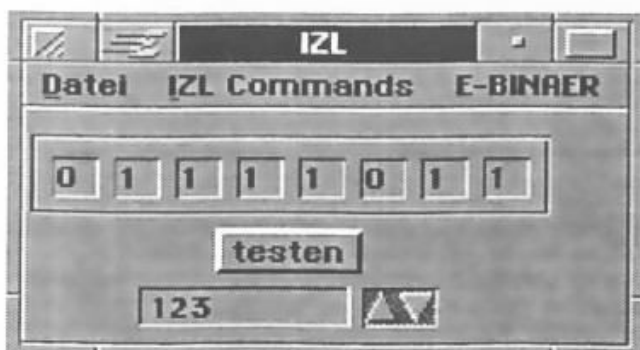 IZL
Datei IZL Commands E-BINAER
0 1 1 1 1 0 1 1
testen
123